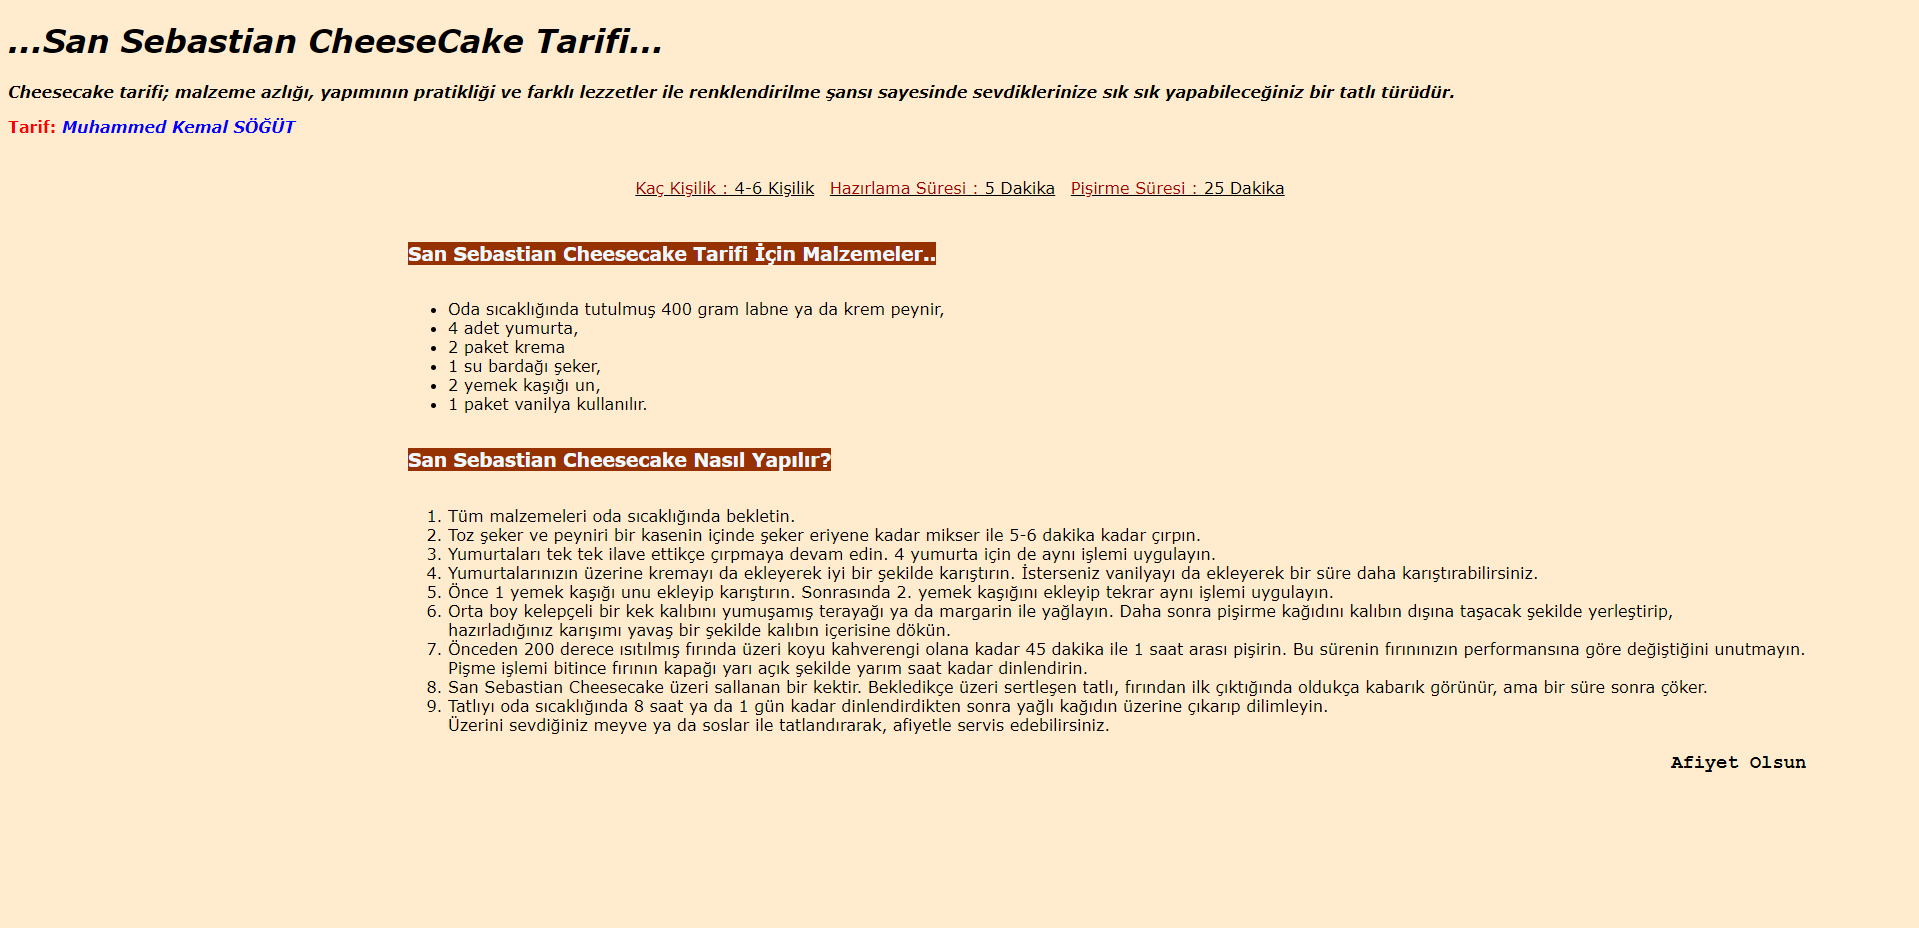 ...San Sebastian CheeseCake Tarifi...
Cheesecake tarifi; malzeme azlığı, yapımının pratikliği ve farklı lezzetler ile renklendirilme şansı sayesinde sevdiklerinize sık sık yapabileceğiniz bir tatlı türüdür.
Tarif: Muhammed Kemal SÖĞÜT
Kaç Kişilik : 4-6 Kişilik Hazırlama Süresi : 5 Dakika Pişirme Süresi : 25 Dakika
San Sebastian Cheesecake Tarifi İçin Malzemeler..
• Oda sıcaklığında tutulmuş 400 gram labne ya da krem peynir,
• 4 adet yumurta,
• 2 paket krema
• 1 su bardağı şeker,
• 2 yemek kaşığı un,
• 1 paket vanilya kullanılır.
San Sebastian Cheesecake Nasıl Yapılır?
1. Tüm malzemeleri oda sıcaklığında bekletin.
2. Toz şeker ve peyniri bir kasenin içinde şeker eriyene kadar mikser ile 5-6 dakika kadar çırpın.
3. Yumurtaları tek tek ilave ettikçe çırpmaya devam edin. 4 yumurta için de aynı işlemi uygulayın.
4. Yumurtalarınızın üzerine kremayı da ekleyerek iyi bir şekilde karıştırın. İsterseniz vanilyayı da ekleyerek bir süre daha karıştırabilirsiniz.
5. Önce 1 yemek kaşığı unu ekleyip karıştırın. Sonrasında 2. yemek kaşığını ekleyip tekrar aynı işlemi uygulayın.
6. Orta boy kelepçeli bir kek kalıbını yumuşamış terayağı ya da margarin ile yağlayın. Daha sonra pişirme kağıdını kalıbın dışına taşacak şekilde yerleştirip,
hazırladığınız karışımı yavaş bir şekilde kalıbın içerisine dökün.
7. Önceden 200 derece ısıtılmış fırında üzeri koyu kahverengi olana kadar 45 dakika ile 1 saat arası pişirin. Bu sürenin fırınınızın performansına göre değiştiğini unutmayın.
Pişme işlemi bitince fırının kapağı yarı açık şekilde yarım saat kadar dinlendirin.
8. San Sebastian Cheesecake üzeri sallanan bir kektir. Bekledikçe üzeri sertleşen tatlı, fırından ilk çıktığında oldukça kabarık görünür, ama bir süre sonra çöker.
9. Tatlıyı oda sıcaklığında 8 saat ya da 1 gün kadar dinlendirdikten sonra yağlı kağıdın üzerine çıkarıp dilimleyin.
Üzerini sevdiğiniz meyve ya da soslar ile tatlandırarak, afiyetle servis edebilirsiniz.
Afiyet Olsun